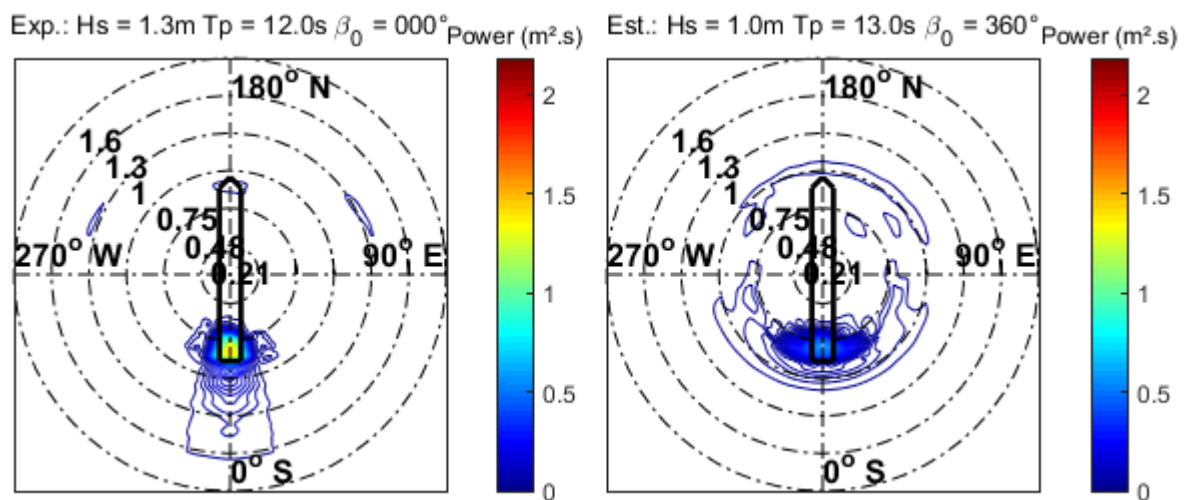 Exp.: Hs = 1.3m Tp = 12.0s β0 = 000° Power (m².s)
180° N
1.6
1.3
1
0.75
0.48
0.21
270° W
90° E
0° S
2
1.5
1
0.5
0
Est.: Hs = 1.0m Tp = 13.0s β0 = 360° Power (m².s)
180° N
1.6
1.3
1
0.75
0.48
0.21
270° W
90° E
0° S
2
1.5
1
0.5
0